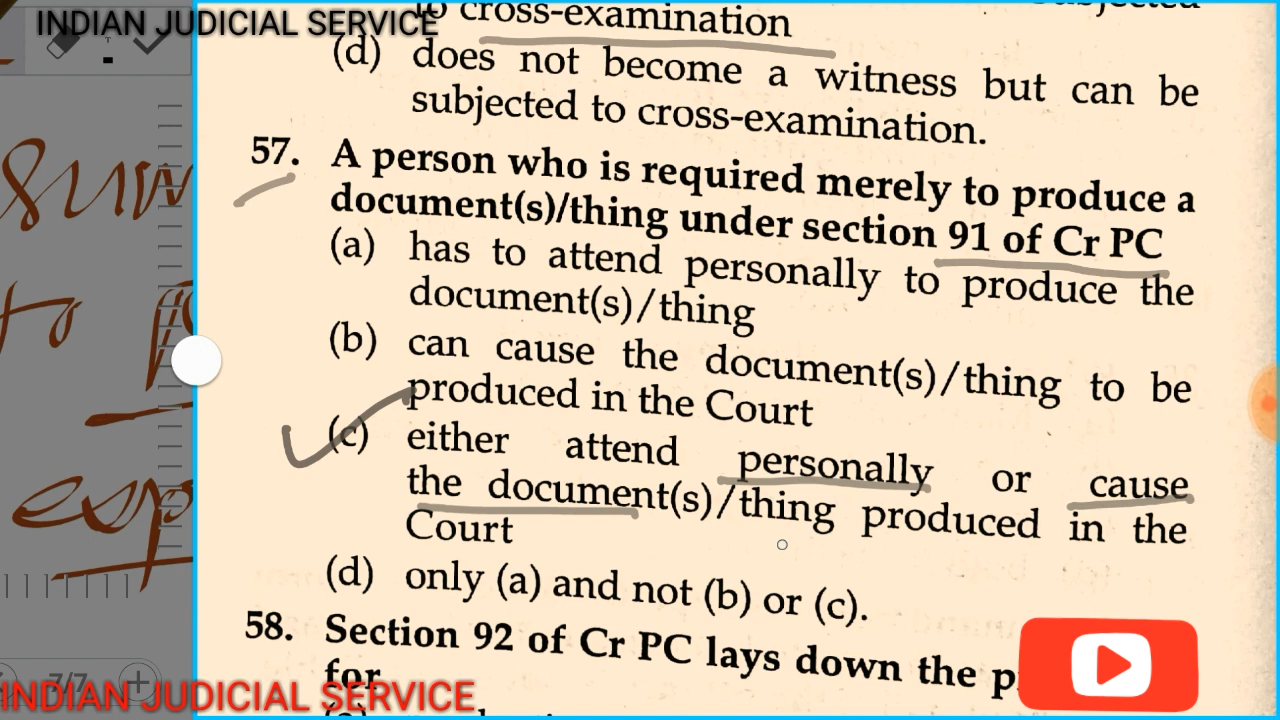 INDIAN JUDICIAL SERVICE
to cross-examination
(d) does not become a witness but can be
subjected to cross-examination.
57. A person who is required merely to produce a
document(s)/thing under section 91 of Cr PC
(a) has to attend personally to produce the
document(s)/thing
(b) can cause the document(s)/thing to be
produced in the Court
(c) either attend personally or cause
the document(s)/thing produced in the
Court
(d) only (a) and not (b) or (c).
58. Section 92 of Cr PC lays down the
for
7/7
INDIAN JUDICIAL SERVICE